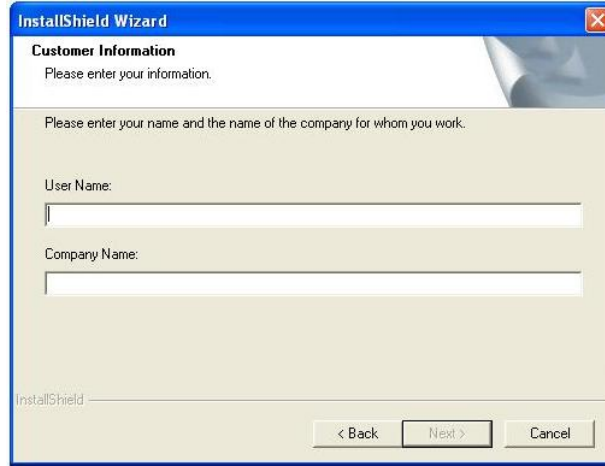 InstallShield Wizard
Customer Information
Please enter your information.
Please enter your name and the name of the company for whom you work.
User Name:
Company Name:
InstallShield
< Back Next > Cancel